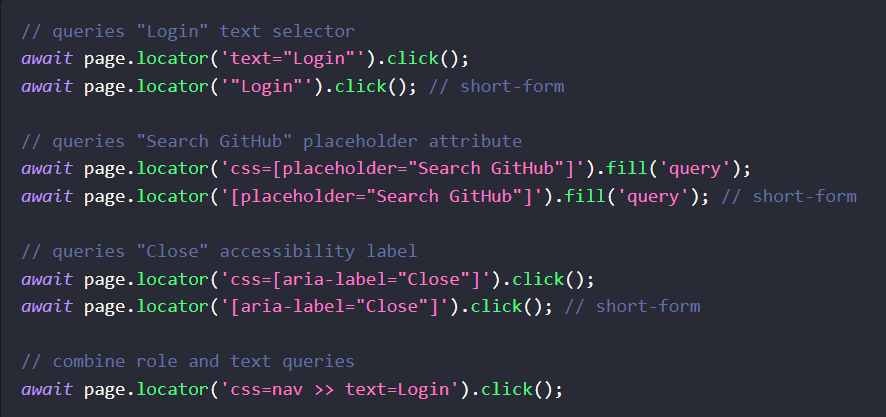 // queries "Login" text selector
await page.locator('text="Login"').click();
await page.locator('"Login"').click(); // short-form
// queries "Search GitHub" placeholder attribute
await page.locator('css=[placeholder="Search GitHub"]').fill('query');
await page.locator('[placeholder="Search GitHub"]').fill('query'); // short-form
// queries "Close" accessibility label
await page.locator('css=[aria-label="Close"]').click();
await page.locator('[aria-label="Close"]').click(); // short-form
// combine role and text queries
await page.locator('css=nav >> text=Login').click();